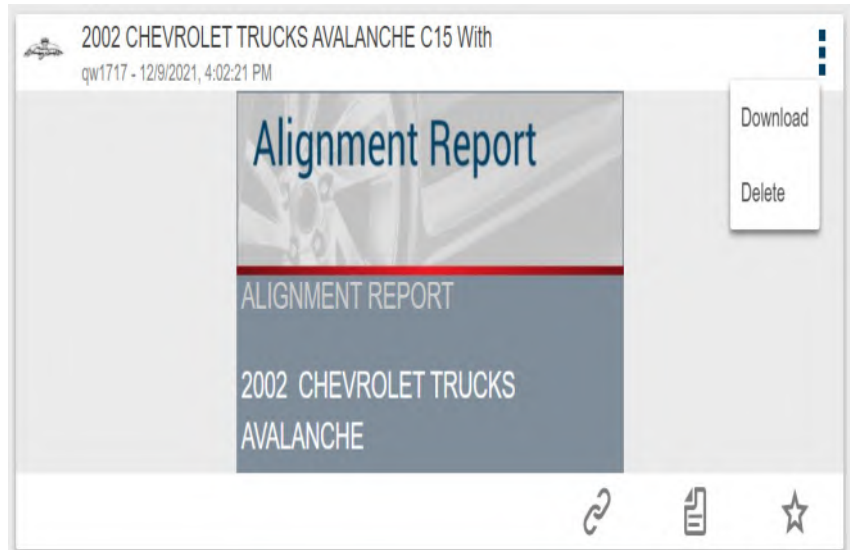 2002 CHEVROLET TRUCKS AVALANCHE C15 With
qw1717 - 12/9/2021, 4:02:21 PM
Download
Delete
Alignment Report
ALIGNMENT REPORT
2002 CHEVROLET TRUCKS
AVALANCHE